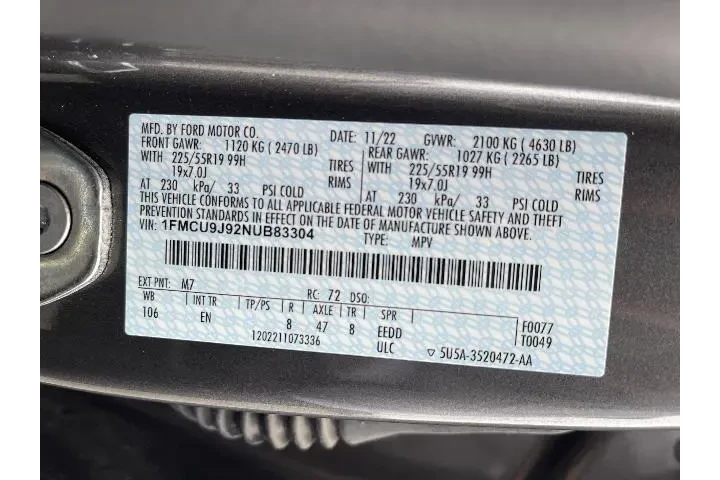 MFD. BY FORD MOTOR CO.
DATE: 11/22 GVWR: 2100 KG ( 4630 LB)
FRONT GAWR: 1120 KG ( 2470 LB)
REAR GAWR: 1027 KG ( 2265 LB)
WITH 225/55R19 99H TIRES
WITH 225/55R19 99H TIRES
19x7.0J RIMS
19x7.0J RIMS
AT 230 kPa/ 33 PSI COLD
AT 230 kPa/ 33 PSI COLD
THIS VEHICLE CONFORMS TO ALL APPLICABLE FEDERAL MOTOR VEHICLE SAFETY AND THEFT
PREVENTION STANDARDS IN EFFECT ON THE DATE OF MANUFACTURE SHOWN ABOVE.
VIN: 1FMCU9J92NUB83304
TYPE: MPV
EXT PNT: M7 RC: 72 DSO:
WB INT TR TP/PS R AXLE TR SPR F0077
106 EN 8 47 8 EEDD T0049
1202211073336 ULC ▽ 5U5A-3520472-AA